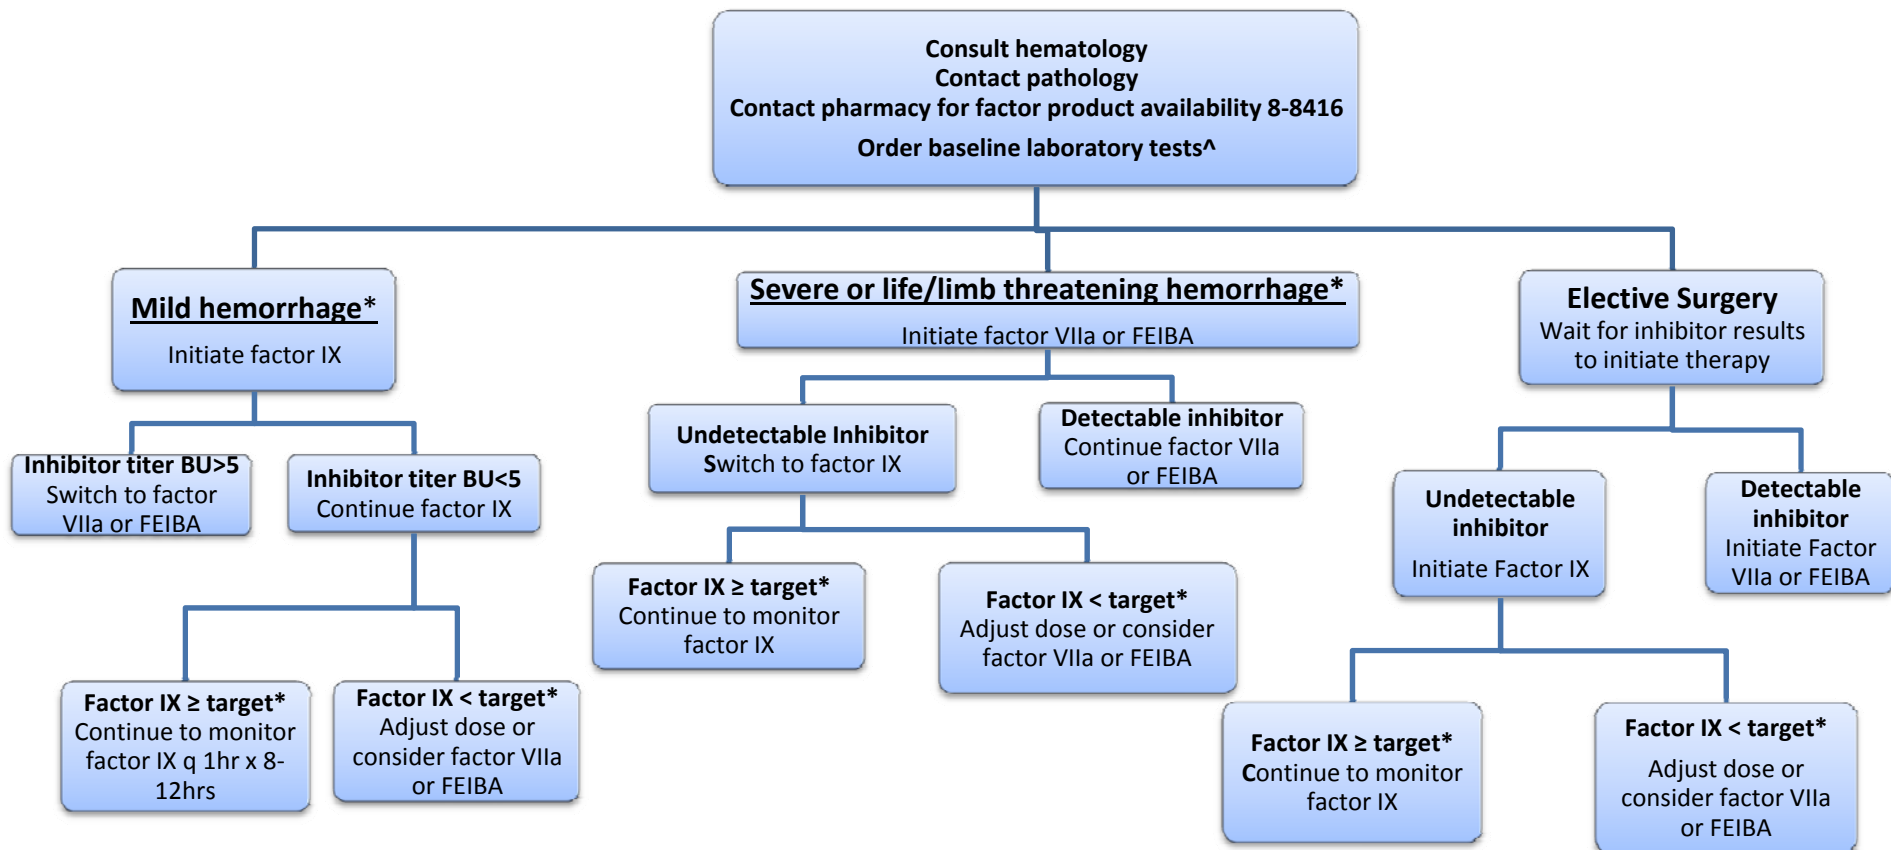 Consult hematology
Contact pathology
Contact pharmacy for factor product availability 8-8416
Order baseline laboratory tests^
Mild hemorrhage*
Initiate factor IX
Severe or life/limb threatening hemorrhage*
Initiate factor VIIa or FEIBA
Elective Surgery
Wait for inhibitor results
to initiate therapy
Inhibitor titer BU>5
Switch to factor
VIIa or FEIBA
Inhibitor titer BU<5
Continue factor IX
Undetectable Inhibitor
Switch to factor IX
Detectable inhibitor
Continue factor VIIa
or FEIBA
Undetectable
inhibitor
Initiate Factor IX
Detectable
inhibitor
Initiate Factor
VIIa or FEIBA
Factor IX ≥ target*
Continue to monitor
factor IX q 1hr x 8-
12hrs
Factor IX < target*
Adjust dose or
consider factor VIIa
or FEIBA
Factor IX ≥ target*
Continue to monitor
factor IX
Factor IX < target*
Adjust dose or consider
factor VIIa or FEIBA
Factor IX ≥ target*
Continue to monitor
factor IX
Factor IX < target*
Adjust dose or
consider factor VIIa
or FEIBA